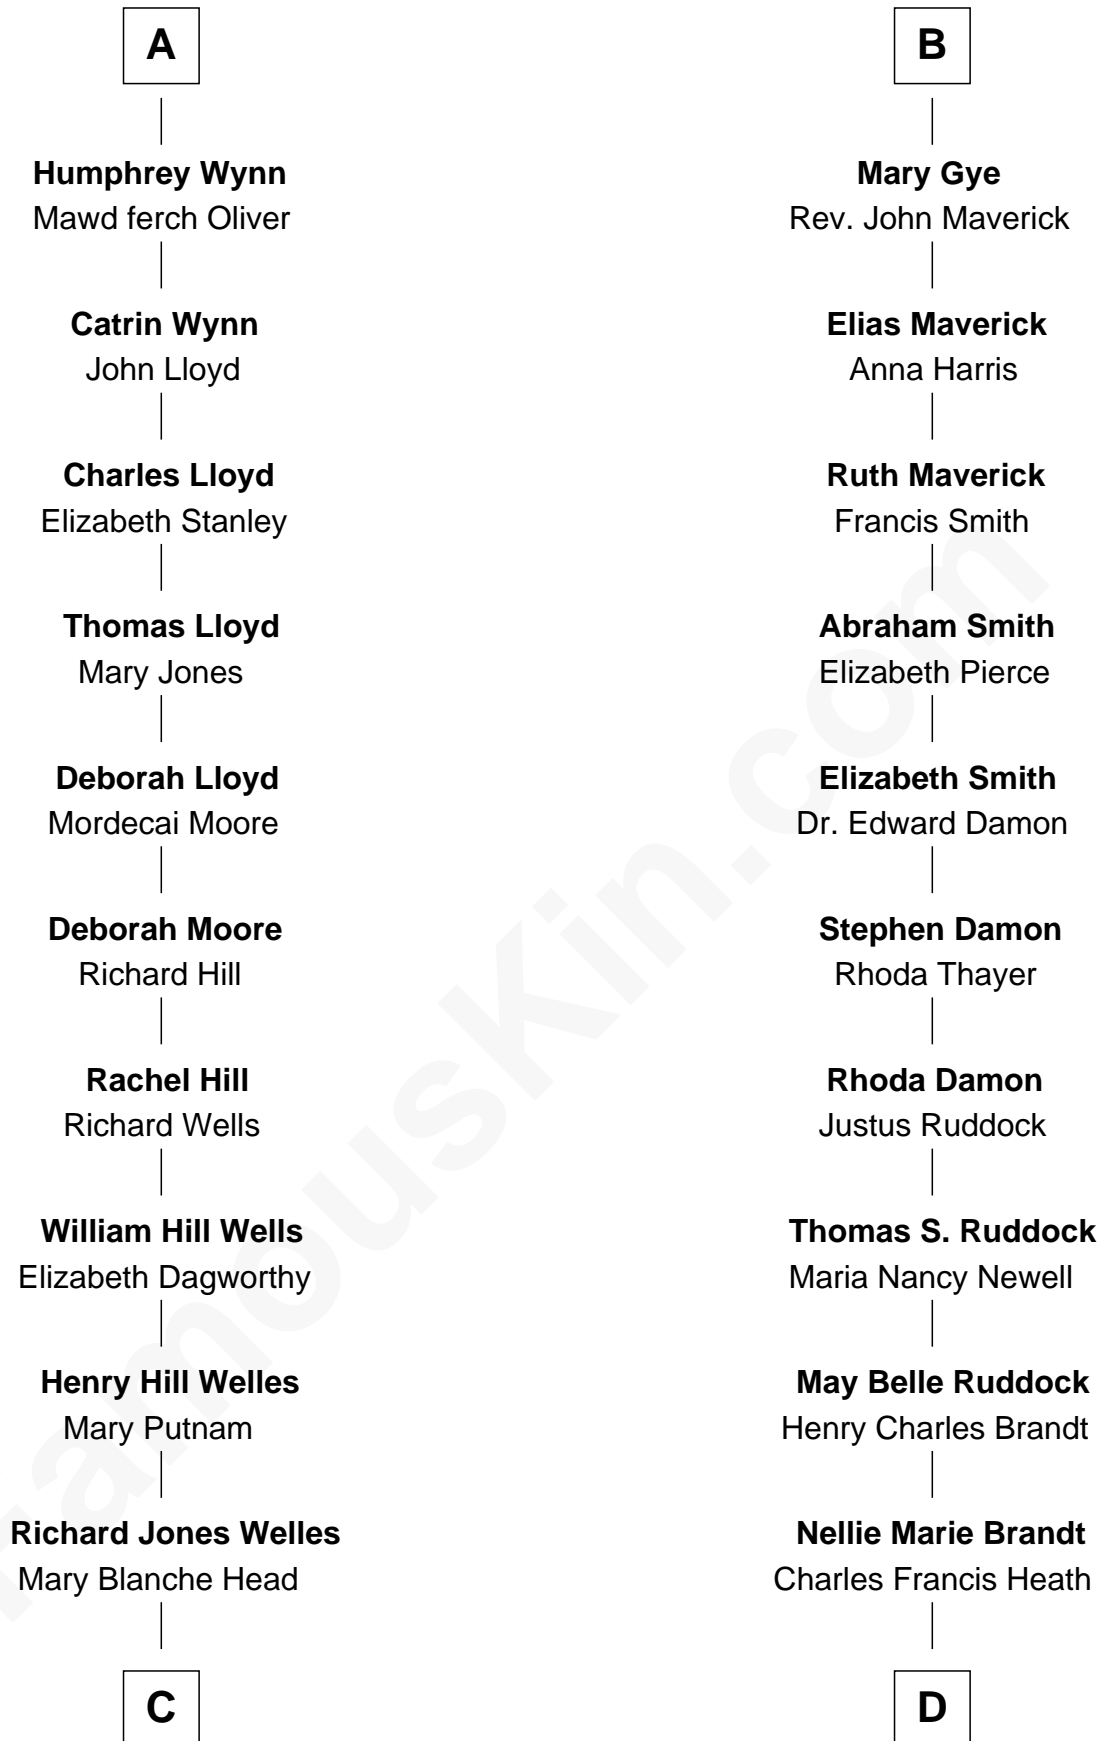 A
Humphrey Wynn
Mawd ferch Oliver
Catrin Wynn
John Lloyd
Charles Lloyd
Elizabeth Stanley
Thomas Lloyd
Mary Jones
Deborah Lloyd
Mordecai Moore
Deborah Moore
Richard Hill
Rachel Hill
Richard Wells
William Hill Wells
Elizabeth Dagworthy
Henry Hill Welles
Mary Putnam
Richard Jones Welles
Mary Blanche Head
C
B
Mary Gye
Rev. John Maverick
Elias Maverick
Anna Harris
Ruth Maverick
Francis Smith
Abraham Smith
Elizabeth Pierce
Elizabeth Smith
Dr. Edward Damon
Stephen Damon
Rhoda Thayer
Rhoda Damon
Justus Ruddock
Thomas S. Ruddock
Maria Nancy Newell
May Belle Ruddock
Henry Charles Brandt
Nellie Marie Brandt
Charles Francis Heath
D
FamousKin.com